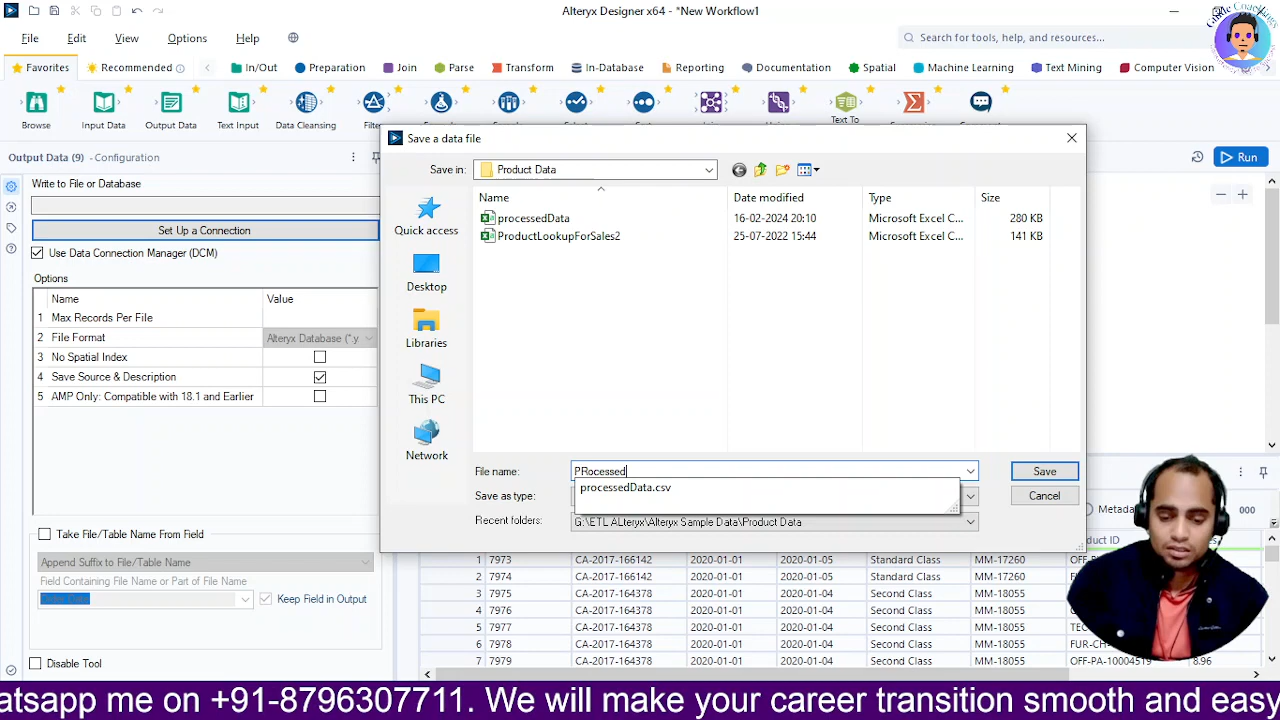 Alteryx Designer x64 - *New Workflow1
File Edit View Options Help
Search for tools, help, and resources...
Favorites Recommended In/Out Preparation Join Parse Transform In-Database Reporting Documentation Spatial Machine Learning Text Mining Computer Vision
Browse Input Data Output Data Text Input Data Cleansing Text To
Output Data (9) - Configuration
Run
Write to File or Database
Set Up a Connection
Use Data Connection Manager (DCM)
Options
Name Value
1 Max Records Per File
2 File Format Alteryx Database (*.y
3 No Spatial Index
4 Save Source & Description
5 AMP Only: Compatible with 18.1 and Earlier
Take File/Table Name From Field
Append Suffix to File/Table Name
Field Containing File Name or Part of File Name
Order Date
Keep Field in Output
Disable Tool
Save a data file
Save in: Product Data
Name Date modified Type Size
processedData 16-02-2024 20:10 Microsoft Excel C... 280 KB
ProductLookupForSales2 25-07-2022 15:44 Microsoft Excel C... 141 KB
Quick access
Desktop
Libraries
This PC
Network
File name: PRocessed Save
processedData.csv
Save as type: Cancel
Recent folders: G:\ETL ALteryx\Alteryx Sample Data\Product Data
Metada 000
duct ID
1 7973 CA-2017-166142 2020-01-01 2020-01-05 Standard Class MM-17260
2 7974 CA-2017-166142 2020-01-01 2020-01-05 Standard Class MM-17260
3 7975 CA-2017-164378 2020-01-01 2020-01-04 Second Class MM-18055
4 7976 CA-2017-164378 2020-01-01 2020-01-04 Second Class MM-18055
5 7977 CA-2017-164378 2020-01-01 2020-01-04 Second Class MM-18055
6 7978 CA-2017-164378 2020-01-01 2020-01-04 Second Class MM-18055 FUR-CH-
7 7979 CA-2017-164378 2020-01-01 2020-01-04 Second Class MM-18055 OFF-PA-10004519 8.96
atsapp me on +91-8796307711. We will make your career transition smooth and easy